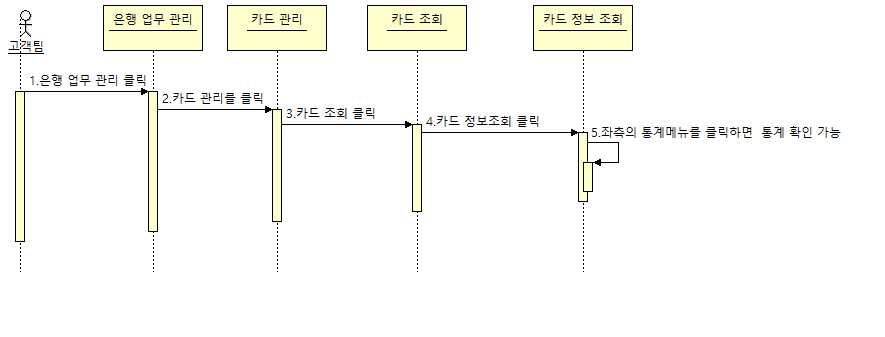 고객팀
은행 업무 관리
카드 관리
카드 조회
카드 정보 조회
1.은행 업무 관리 클릭
2.카드 관리를 클릭
3.카드 조회 클릭
4.카드 정보조회 클릭
5.좌측의 통계메뉴를 클릭하면  통계 확인 가능